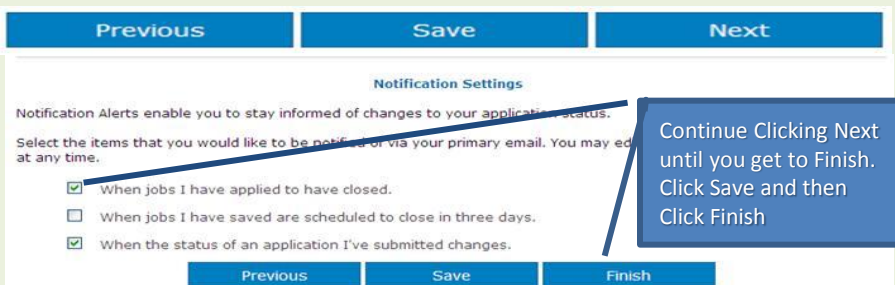 Previous Save Next
Notification Settings
Notification Alerts enable you to stay informed of changes to your application status.
Select the items that you would like to be notified of via your primary email. You may ed
at any time.
When jobs I have applied to have closed.
When jobs I have saved are scheduled to close in three days.
When the status of an application I've submitted changes.
Previous Save Finish
Continue Clicking Next
until you get to Finish.
Click Save and then
Click Finish